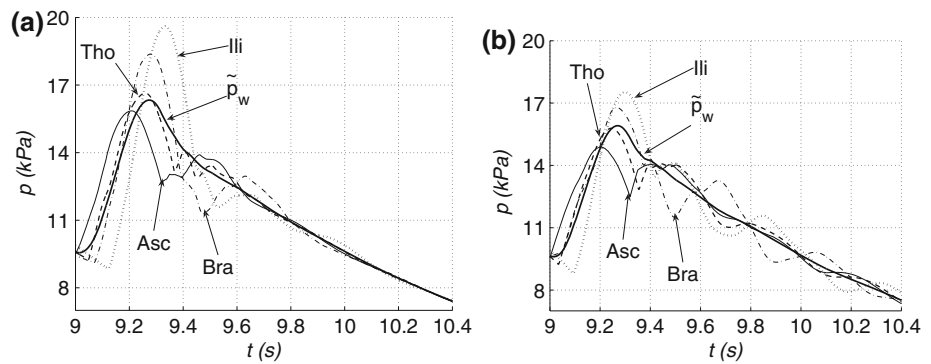 (a)
20
17
14
11
8
p (kPa)
Tho
Ili
p̃w
Asc
Bra
9 9.2 9.4 9.6 9.8 10 10.2 10.4
t (s)
(b)
20
17
14
11
8
p (kPa)
Tho
Ili
p̃w
Asc
Bra
9 9.2 9.4 9.6 9.8 10 10.2 10.4
t (s)